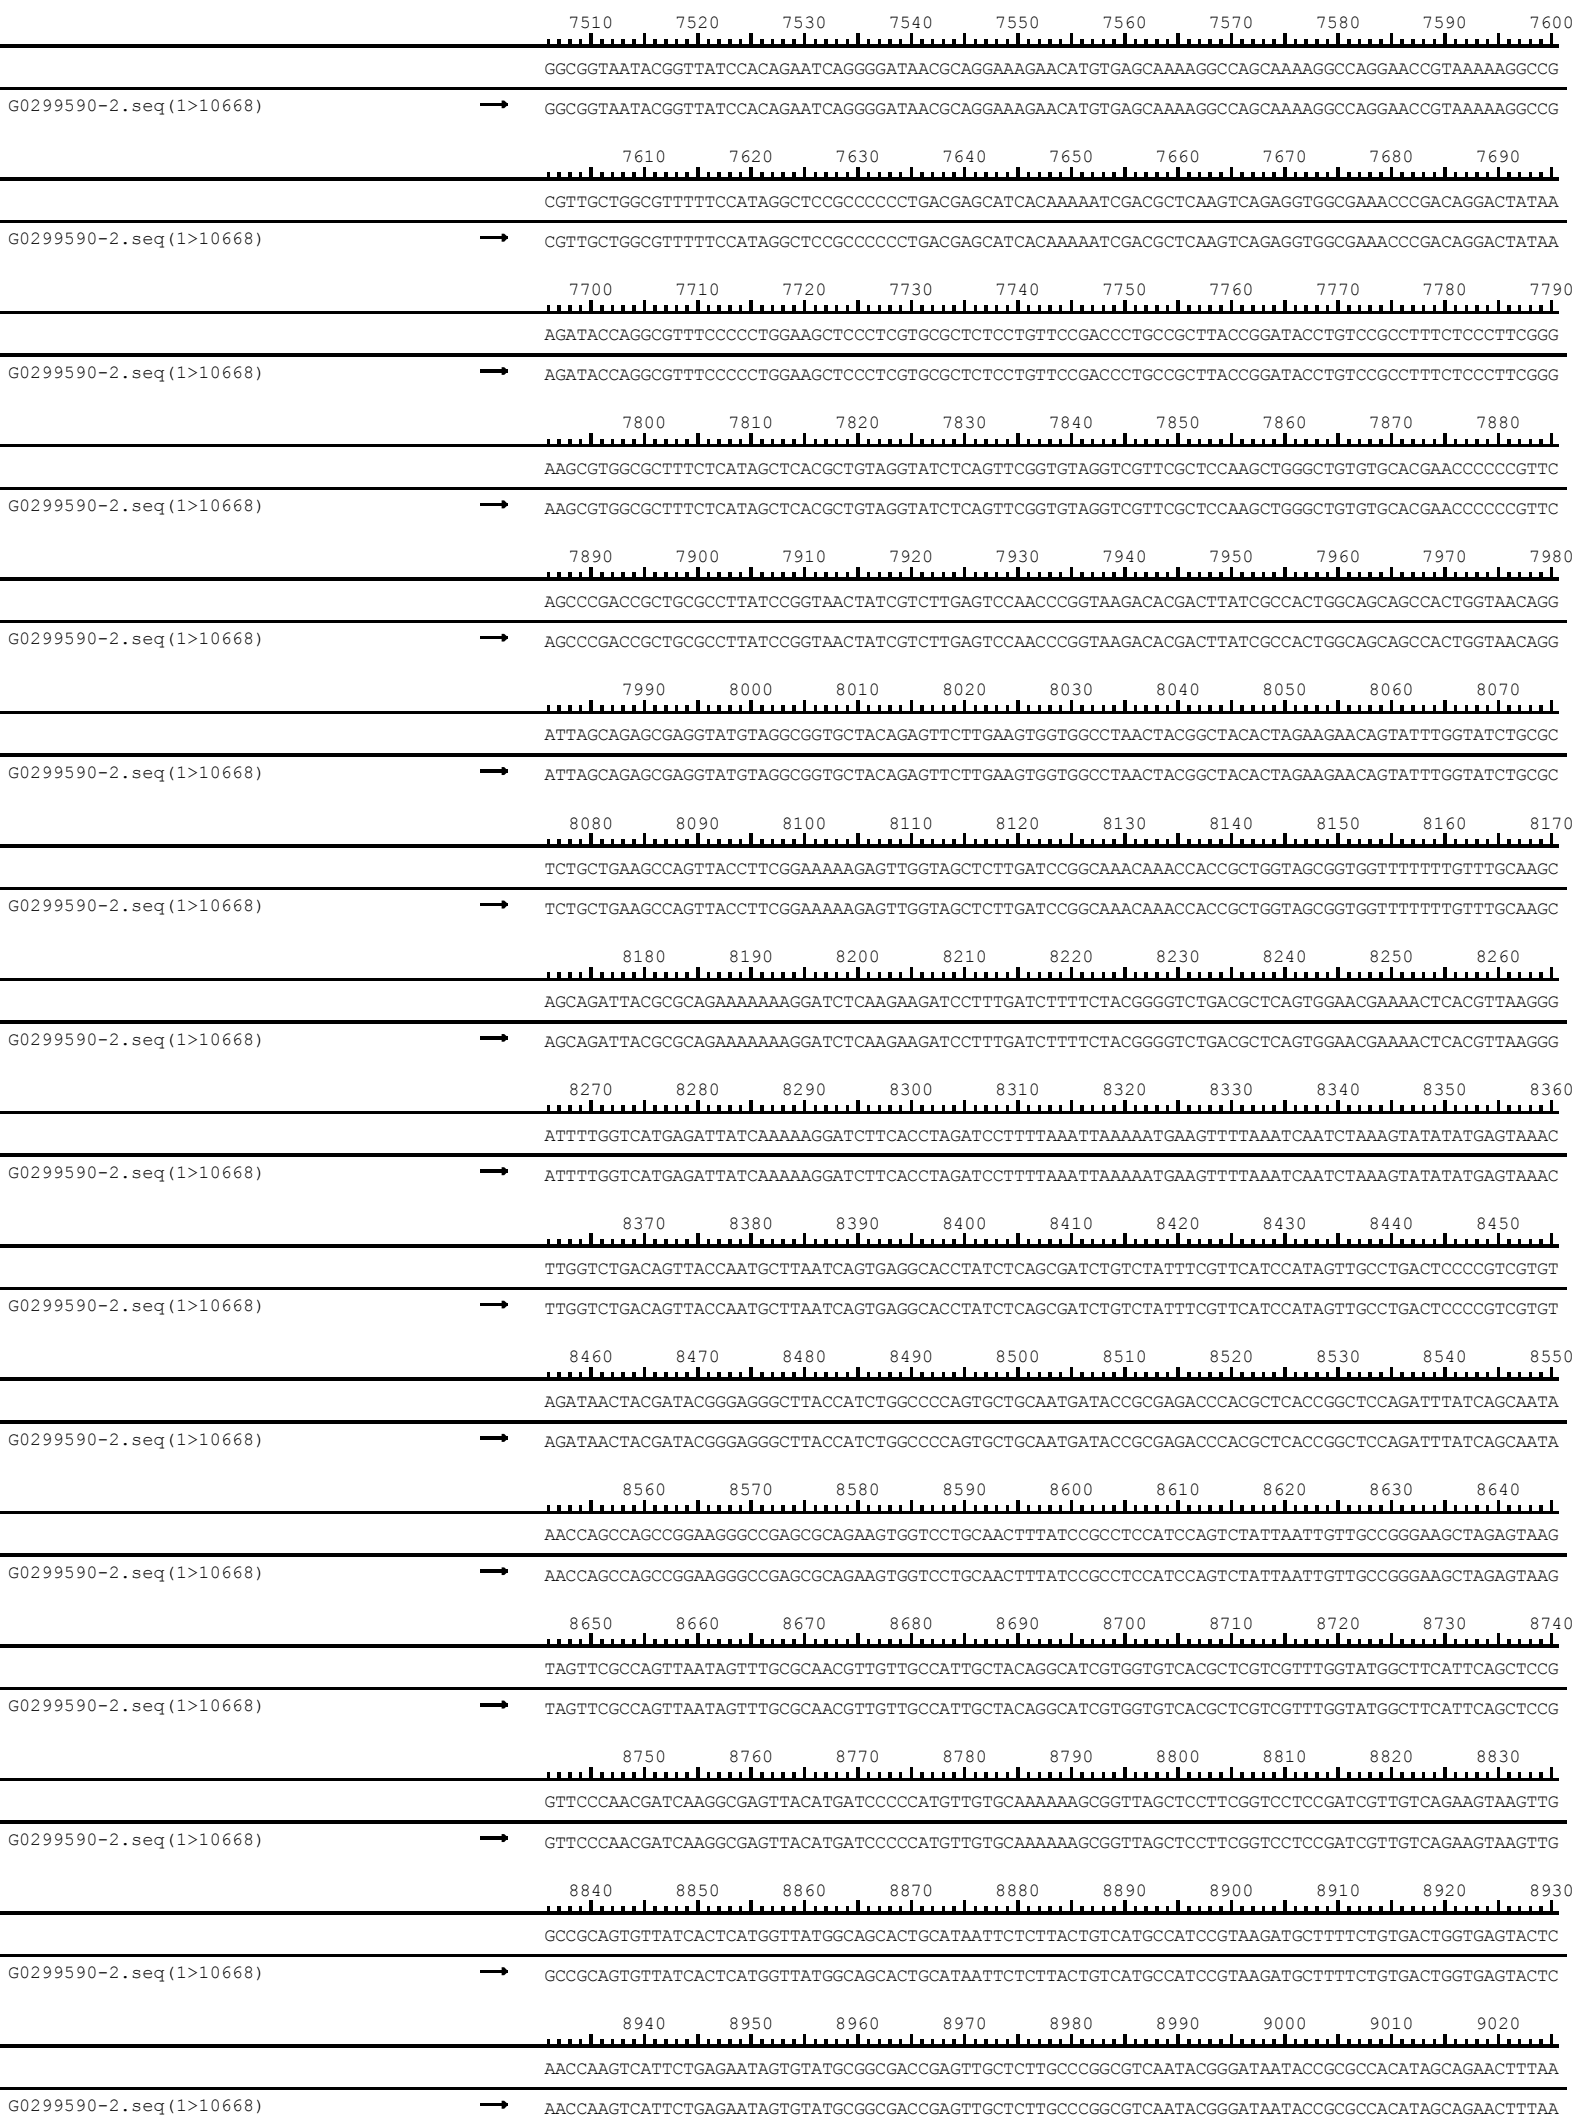 7510 7520 7530 7540 7550 7560 7570 7580 7590 7600
GGCGGTAATACGGTTATCCACAGAATCAGGGGATAACGCAGGAAAGAACATGTGAGCAAAAGGCCAGCAAAAGGCCAGGAACCGTAAAAAGGCCG
G0299590-2.seq(1>10668) → GGCGGTAATACGGTTATCCACAGAATCAGGGGATAACGCAGGAAAGAACATGTGAGCAAAAGGCCAGCAAAAGGCCAGGAACCGTAAAAAGGCCG
7610 7620 7630 7640 7650 7660 7670 7680 7690
CGTTGCTGGCGTTTTTCCATAGGCTCCGCCCCCCTGACGAGCATCACAAAAATCGACGCTCAAGTCAGAGGTGGCGAAACCCGACAGGACTATAA
G0299590-2.seq(1>10668) → CGTTGCTGGCGTTTTTCCATAGGCTCCGCCCCCCTGACGAGCATCACAAAAATCGACGCTCAAGTCAGAGGTGGCGAAACCCGACAGGACTATAA
7700 7710 7720 7730 7740 7750 7760 7770 7780 7790
AGATACCAGGCGTTTCCCCCTGGAAGCTCCCTCGTGCGCTCTCCTGTTCCGACCCTGCCGCTTACCGGATACCTGTCCGCCTTTCTCCCTTCGGG
G0299590-2.seq(1>10668) → AGATACCAGGCGTTTCCCCCTGGAAGCTCCCTCGTGCGCTCTCCTGTTCCGACCCTGCCGCTTACCGGATACCTGTCCGCCTTTCTCCCTTCGGG
7800 7810 7820 7830 7840 7850 7860 7870 7880
AAGCGTGGCGCTTTCTCATAGCTCACGCTGTAGGTATCTCAGTTCGGTGTAGGTCGTTCGCTCCAAGCTGGGCTGTGTGCACGAACCCCCCGTTC
G0299590-2.seq(1>10668) → AAGCGTGGCGCTTTCTCATAGCTCACGCTGTAGGTATCTCAGTTCGGTGTAGGTCGTTCGCTCCAAGCTGGGCTGTGTGCACGAACCCCCCGTTC
7890 7900 7910 7920 7930 7940 7950 7960 7970 7980
AGCCCGACCGCTGCGCCTTATCCGGTAACTATCGTCTTGAGTCCAACCCGGTAAGACACGACTTATCGCCACTGGCAGCAGCCACTGGTAACAGG
G0299590-2.seq(1>10668) → AGCCCGACCGCTGCGCCTTATCCGGTAACTATCGTCTTGAGTCCAACCCGGTAAGACACGACTTATCGCCACTGGCAGCAGCCACTGGTAACAGG
7990 8000 8010 8020 8030 8040 8050 8060 8070
ATTAGCAGAGCGAGGTATGTAGGCGGTGCTACAGAGTTCTTGAAGTGGTGGCCTAACTACGGCTACACTAGAAGAACAGTATTTGGTATCTGCGC
G0299590-2.seq(1>10668) → ATTAGCAGAGCGAGGTATGTAGGCGGTGCTACAGAGTTCTTGAAGTGGTGGCCTAACTACGGCTACACTAGAAGAACAGTATTTGGTATCTGCGC
8080 8090 8100 8110 8120 8130 8140 8150 8160 8170
TCTGCTGAAGCCAGTTACCTTCGGAAAAAGAGTTGGTAGCTCTTGATCCGGCAAACAAACCACCGCTGGTAGCGGTGGTTTTTTTGTTTGCAAGC
G0299590-2.seq(1>10668) → TCTGCTGAAGCCAGTTACCTTCGGAAAAAGAGTTGGTAGCTCTTGATCCGGCAAACAAACCACCGCTGGTAGCGGTGGTTTTTTTGTTTGCAAGC
8180 8190 8200 8210 8220 8230 8240 8250 8260
AGCAGATTACGCGCAGAAAAAAAGGATCTCAAGAAGATCCTTTGATCTTTTCTACGGGGTCTGACGCTCAGTGGAACGAAAACTCACGTTAAGGG
G0299590-2.seq(1>10668) → AGCAGATTACGCGCAGAAAAAAAGGATCTCAAGAAGATCCTTTGATCTTTTCTACGGGGTCTGACGCTCAGTGGAACGAAAACTCACGTTAAGGG
8270 8280 8290 8300 8310 8320 8330 8340 8350 8360
ATTTTGGTCATGAGATTATCAAAAAGGATCTTCACCTAGATCCTTTTAAATTAAAAATGAAGTTTTAAATCAATCTAAAGTATATATGAGTAAAC
G0299590-2.seq(1>10668) → ATTTTGGTCATGAGATTATCAAAAAGGATCTTCACCTAGATCCTTTTAAATTAAAAATGAAGTTTTAAATCAATCTAAAGTATATATGAGTAAAC
8370 8380 8390 8400 8410 8420 8430 8440 8450
TTGGTCTGACAGTTACCAATGCTTAATCAGTGAGGCACCTATCTCAGCGATCTGTCTATTTCGTTCATCCATAGTTGCCTGACTCCCCGTCGTGT
G0299590-2.seq(1>10668) → TTGGTCTGACAGTTACCAATGCTTAATCAGTGAGGCACCTATCTCAGCGATCTGTCTATTTCGTTCATCCATAGTTGCCTGACTCCCCGTCGTGT
8460 8470 8480 8490 8500 8510 8520 8530 8540 8550
AGATAACTACGATACGGGAGGGCTTACCATCTGGCCCCAGTGCTGCAATGATACCGCGAGACCCACGCTCACCGGCTCCAGATTTATCAGCAATA
G0299590-2.seq(1>10668) → AGATAACTACGATACGGGAGGGCTTACCATCTGGCCCCAGTGCTGCAATGATACCGCGAGACCCACGCTCACCGGCTCCAGATTTATCAGCAATA
8560 8570 8580 8590 8600 8610 8620 8630 8640
AACCAGCCAGCCGGAAGGGCCGAGCGCAGAAGTGGTCCTGCAACTTTATCCGCCTCCATCCAGTCTATTAATTGTTGCCGGGAAGCTAGAGTAAG
G0299590-2.seq(1>10668) → AACCAGCCAGCCGGAAGGGCCGAGCGCAGAAGTGGTCCTGCAACTTTATCCGCCTCCATCCAGTCTATTAATTGTTGCCGGGAAGCTAGAGTAAG
8650 8660 8670 8680 8690 8700 8710 8720 8730 8740
TAGTTCGCCAGTTAATAGTTTGCGCAACGTTGTTGCCATTGCTACAGGCATCGTGGTGTCACGCTCGTCGTTTGGTATGGCTTCATTCAGCTCCG
G0299590-2.seq(1>10668) → TAGTTCGCCAGTTAATAGTTTGCGCAACGTTGTTGCCATTGCTACAGGCATCGTGGTGTCACGCTCGTCGTTTGGTATGGCTTCATTCAGCTCCG
8750 8760 8770 8780 8790 8800 8810 8820 8830
GTTCCCAACGATCAAGGCGAGTTACATGATCCCCCATGTTGTGCAAAAAAGCGGTTAGCTCCTTCGGTCCTCCGATCGTTGTCAGAAGTAAGTTG
G0299590-2.seq(1>10668) → GTTCCCAACGATCAAGGCGAGTTACATGATCCCCCATGTTGTGCAAAAAAGCGGTTAGCTCCTTCGGTCCTCCGATCGTTGTCAGAAGTAAGTTG
8840 8850 8860 8870 8880 8890 8900 8910 8920 8930
GCCGCAGTGTTATCACTCATGGTTATGGCAGCACTGCATAATTCTCTTACTGTCATGCCATCCGTAAGATGCTTTTCTGTGACTGGTGAGTACTC
G0299590-2.seq(1>10668) → GCCGCAGTGTTATCACTCATGGTTATGGCAGCACTGCATAATTCTCTTACTGTCATGCCATCCGTAAGATGCTTTTCTGTGACTGGTGAGTACTC
8940 8950 8960 8970 8980 8990 9000 9010 9020
AACCAAGTCATTCTGAGAATAGTGTATGCGGCGACCGAGTTGCTCTTGCCCGGCGTCAATACGGGATAATACCGCGCCACATAGCAGAACTTTAA
G0299590-2.seq(1>10668) → AACCAAGTCATTCTGAGAATAGTGTATGCGGCGACCGAGTTGCTCTTGCCCGGCGTCAATACGGGATAATACCGCGCCACATAGCAGAACTTTAA